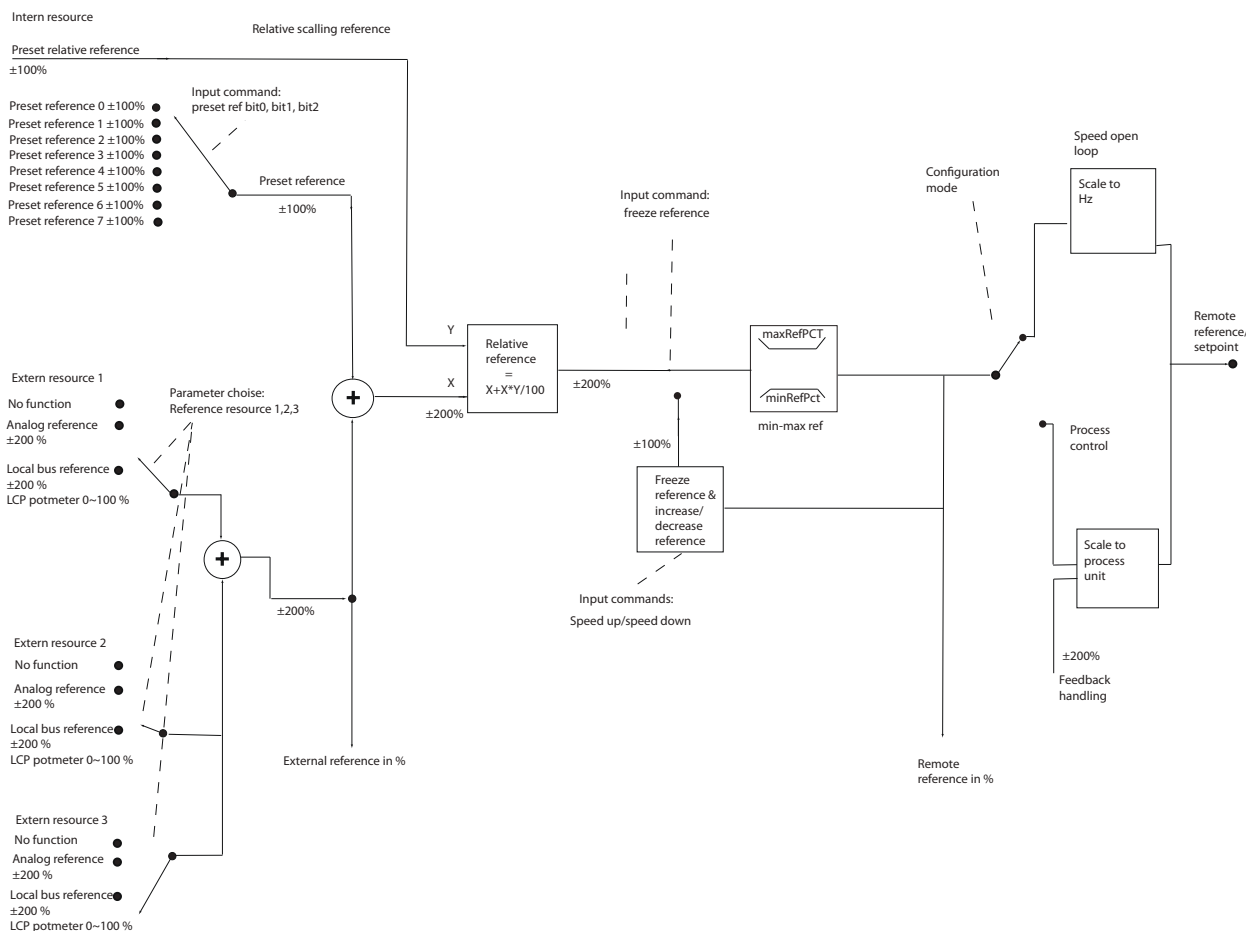 Intern resource
Relative scalling reference
Preset relative reference
±100%
Input command:
preset ref bit0, bit1, bit2
Preset reference 0 ±100%
Preset reference 1 ±100%
Preset reference 2 ±100%
Preset reference 3 ±100%
Preset reference 4 ±100%
Preset reference 5 ±100%
Preset reference 6 ±100%
Preset reference 7 ±100%
Preset reference
±100%
Input command:
freeze reference
Configuration
mode
Speed open
loop
Scale to
Hz
Remote
reference/
setpoint
Y
X
±200%
Relative
reference
=
X+X*Y/100
±200%
maxRefPCT
minRefPct
min-max ref
Extern resource 1
No function
Analog reference
±200 %
Local bus reference
±200 %
LCP potmeter 0~100 %
Parameter choise:
Reference resource 1,2,3
+
+
±200%
±100%
Freeze
reference &
increase/
decrease
reference
Input commands:
Speed up/speed down
Process
control
Scale to
process
unit
±200%
Feedback
handling
Extern resource 2
No function
Analog reference
±200 %
Local bus reference
±200 %
LCP potmeter 0~100 %
External reference in %
Remote
reference in %
Extern resource 3
No function
Analog reference
±200 %
Local bus reference
±200 %
LCP potmeter 0~100 %